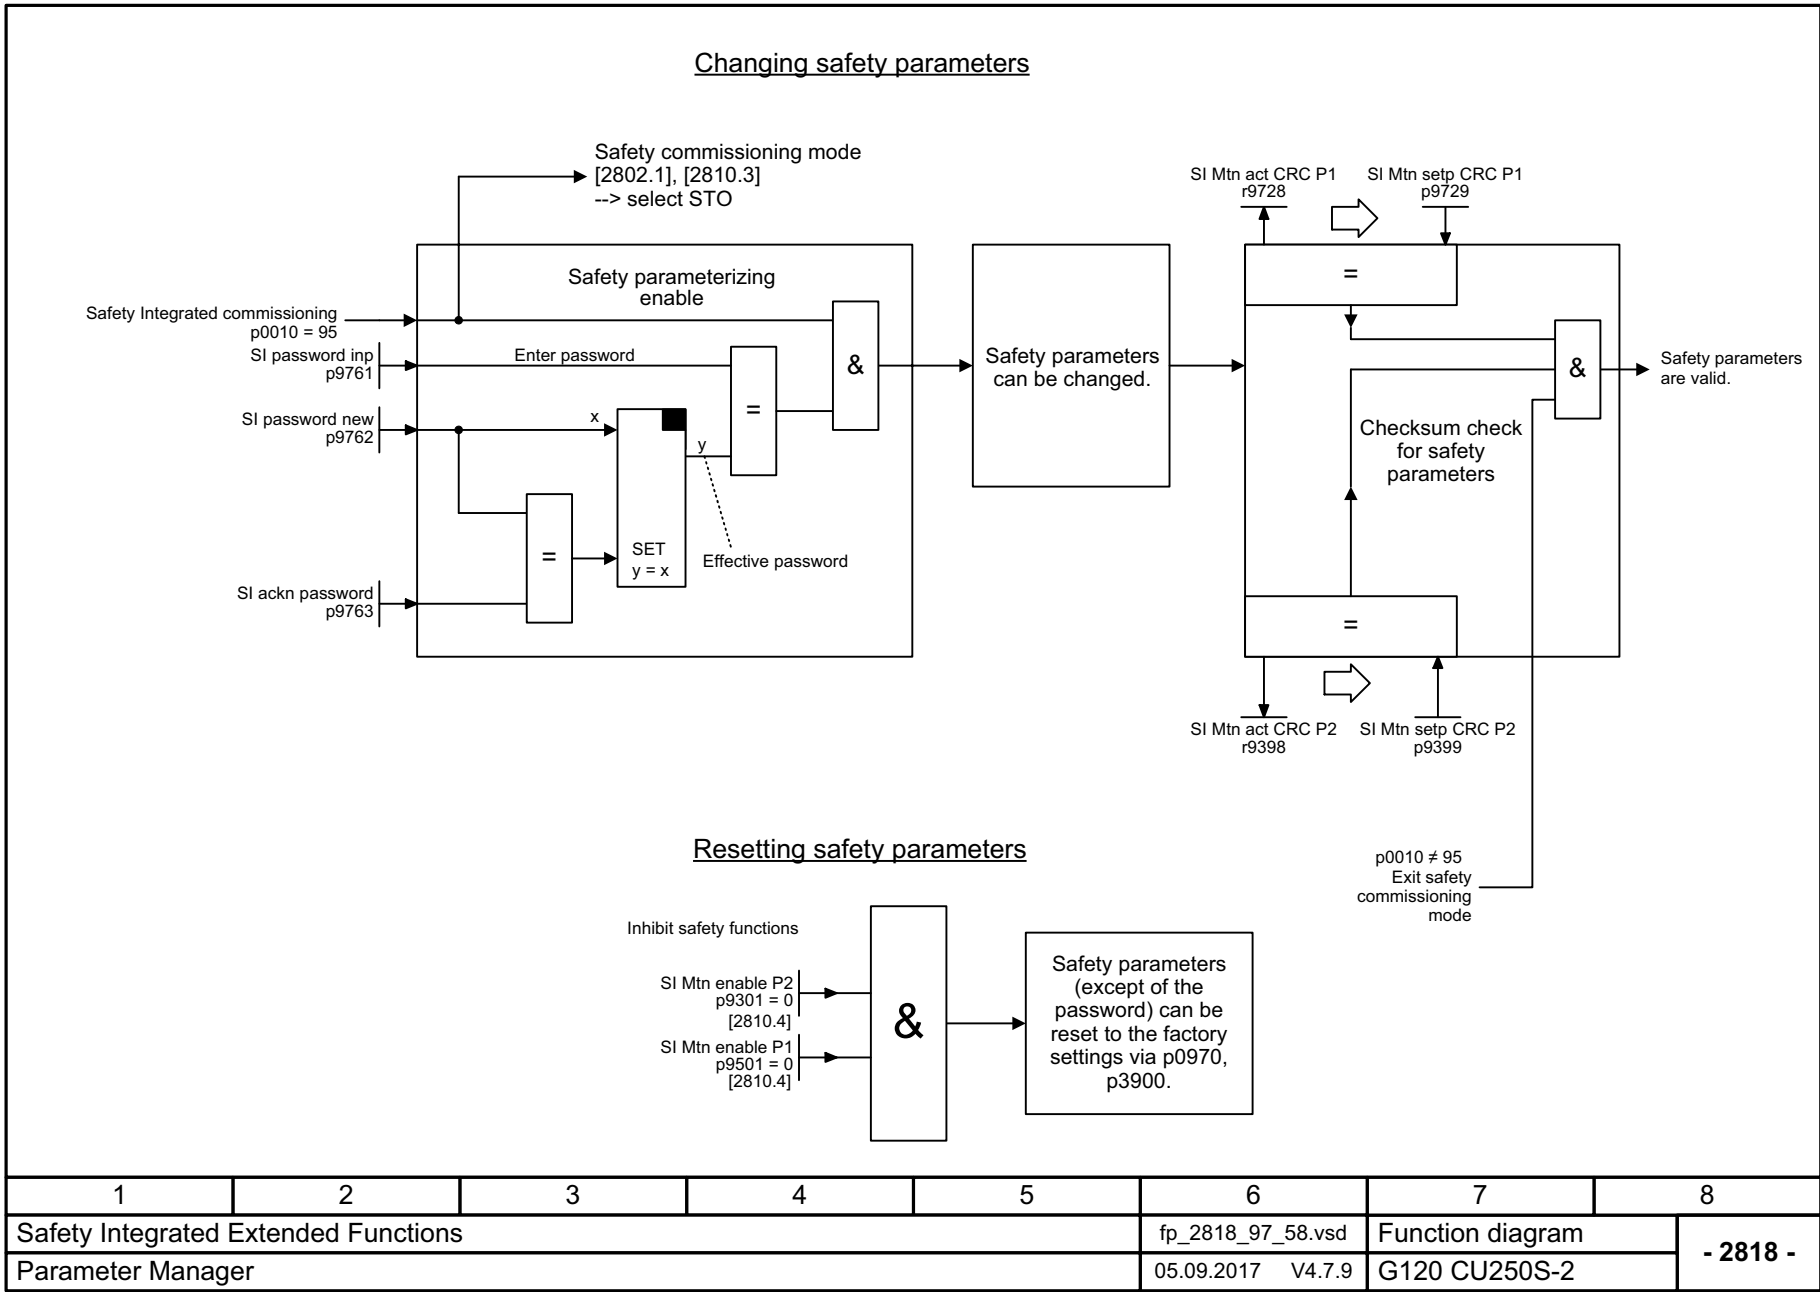 Changing safety parameters
Safety commissioning mode
[2802.1], [2810.3]
--> select STO
SI Mtn act CRC P1
r9728
SI Mtn setp CRC P1
p9729
Safety parameterizing
enable
=
Safety Integrated commissioning
p0010 = 95
SI password inp
p9761
Enter password
&
Safety parameters
can be changed.
&
Safety parameters
are valid.
SI password new
p9762
x
=
y
Checksum check
for safety
parameters
=
SET
y = x
Effective password
SI ackn password
p9763
=
SI Mtn act CRC P2
r9398
SI Mtn setp CRC P2
p9399
Resetting safety parameters
p0010 ≠ 95
Exit safety
commissioning
mode
Inhibit safety functions
SI Mtn enable P2
p9301 = 0
[2810.4]
SI Mtn enable P1
p9501 = 0
[2810.4]
&
Safety parameters
(except of the
password) can be
reset to the factory
settings via p0970,
p3900.
1 2 3 4 5 6 7 8
Safety Integrated Extended Functions
fp_2818_97_58.vsd
Function diagram
- 2818 -
Parameter Manager
05.09.2017 V4.7.9
G120 CU250S-2